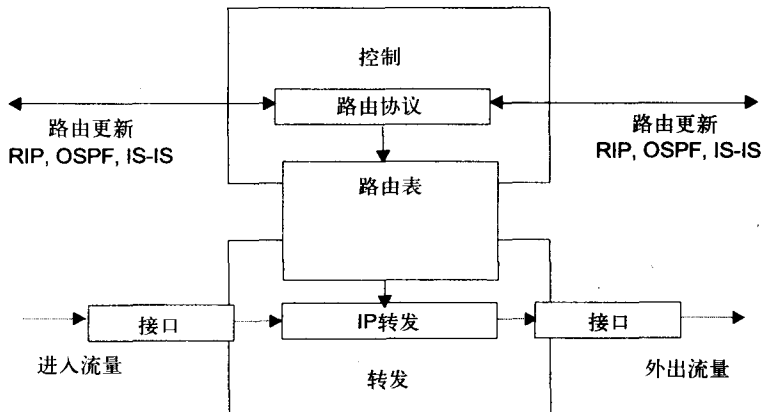 控制
路由协议
路由更新
RIP, OSPF, IS-IS
路由更新
RIP, OSPF, IS-IS
路由表
接口
IP转发
接口
进入流量
转发
外出流量